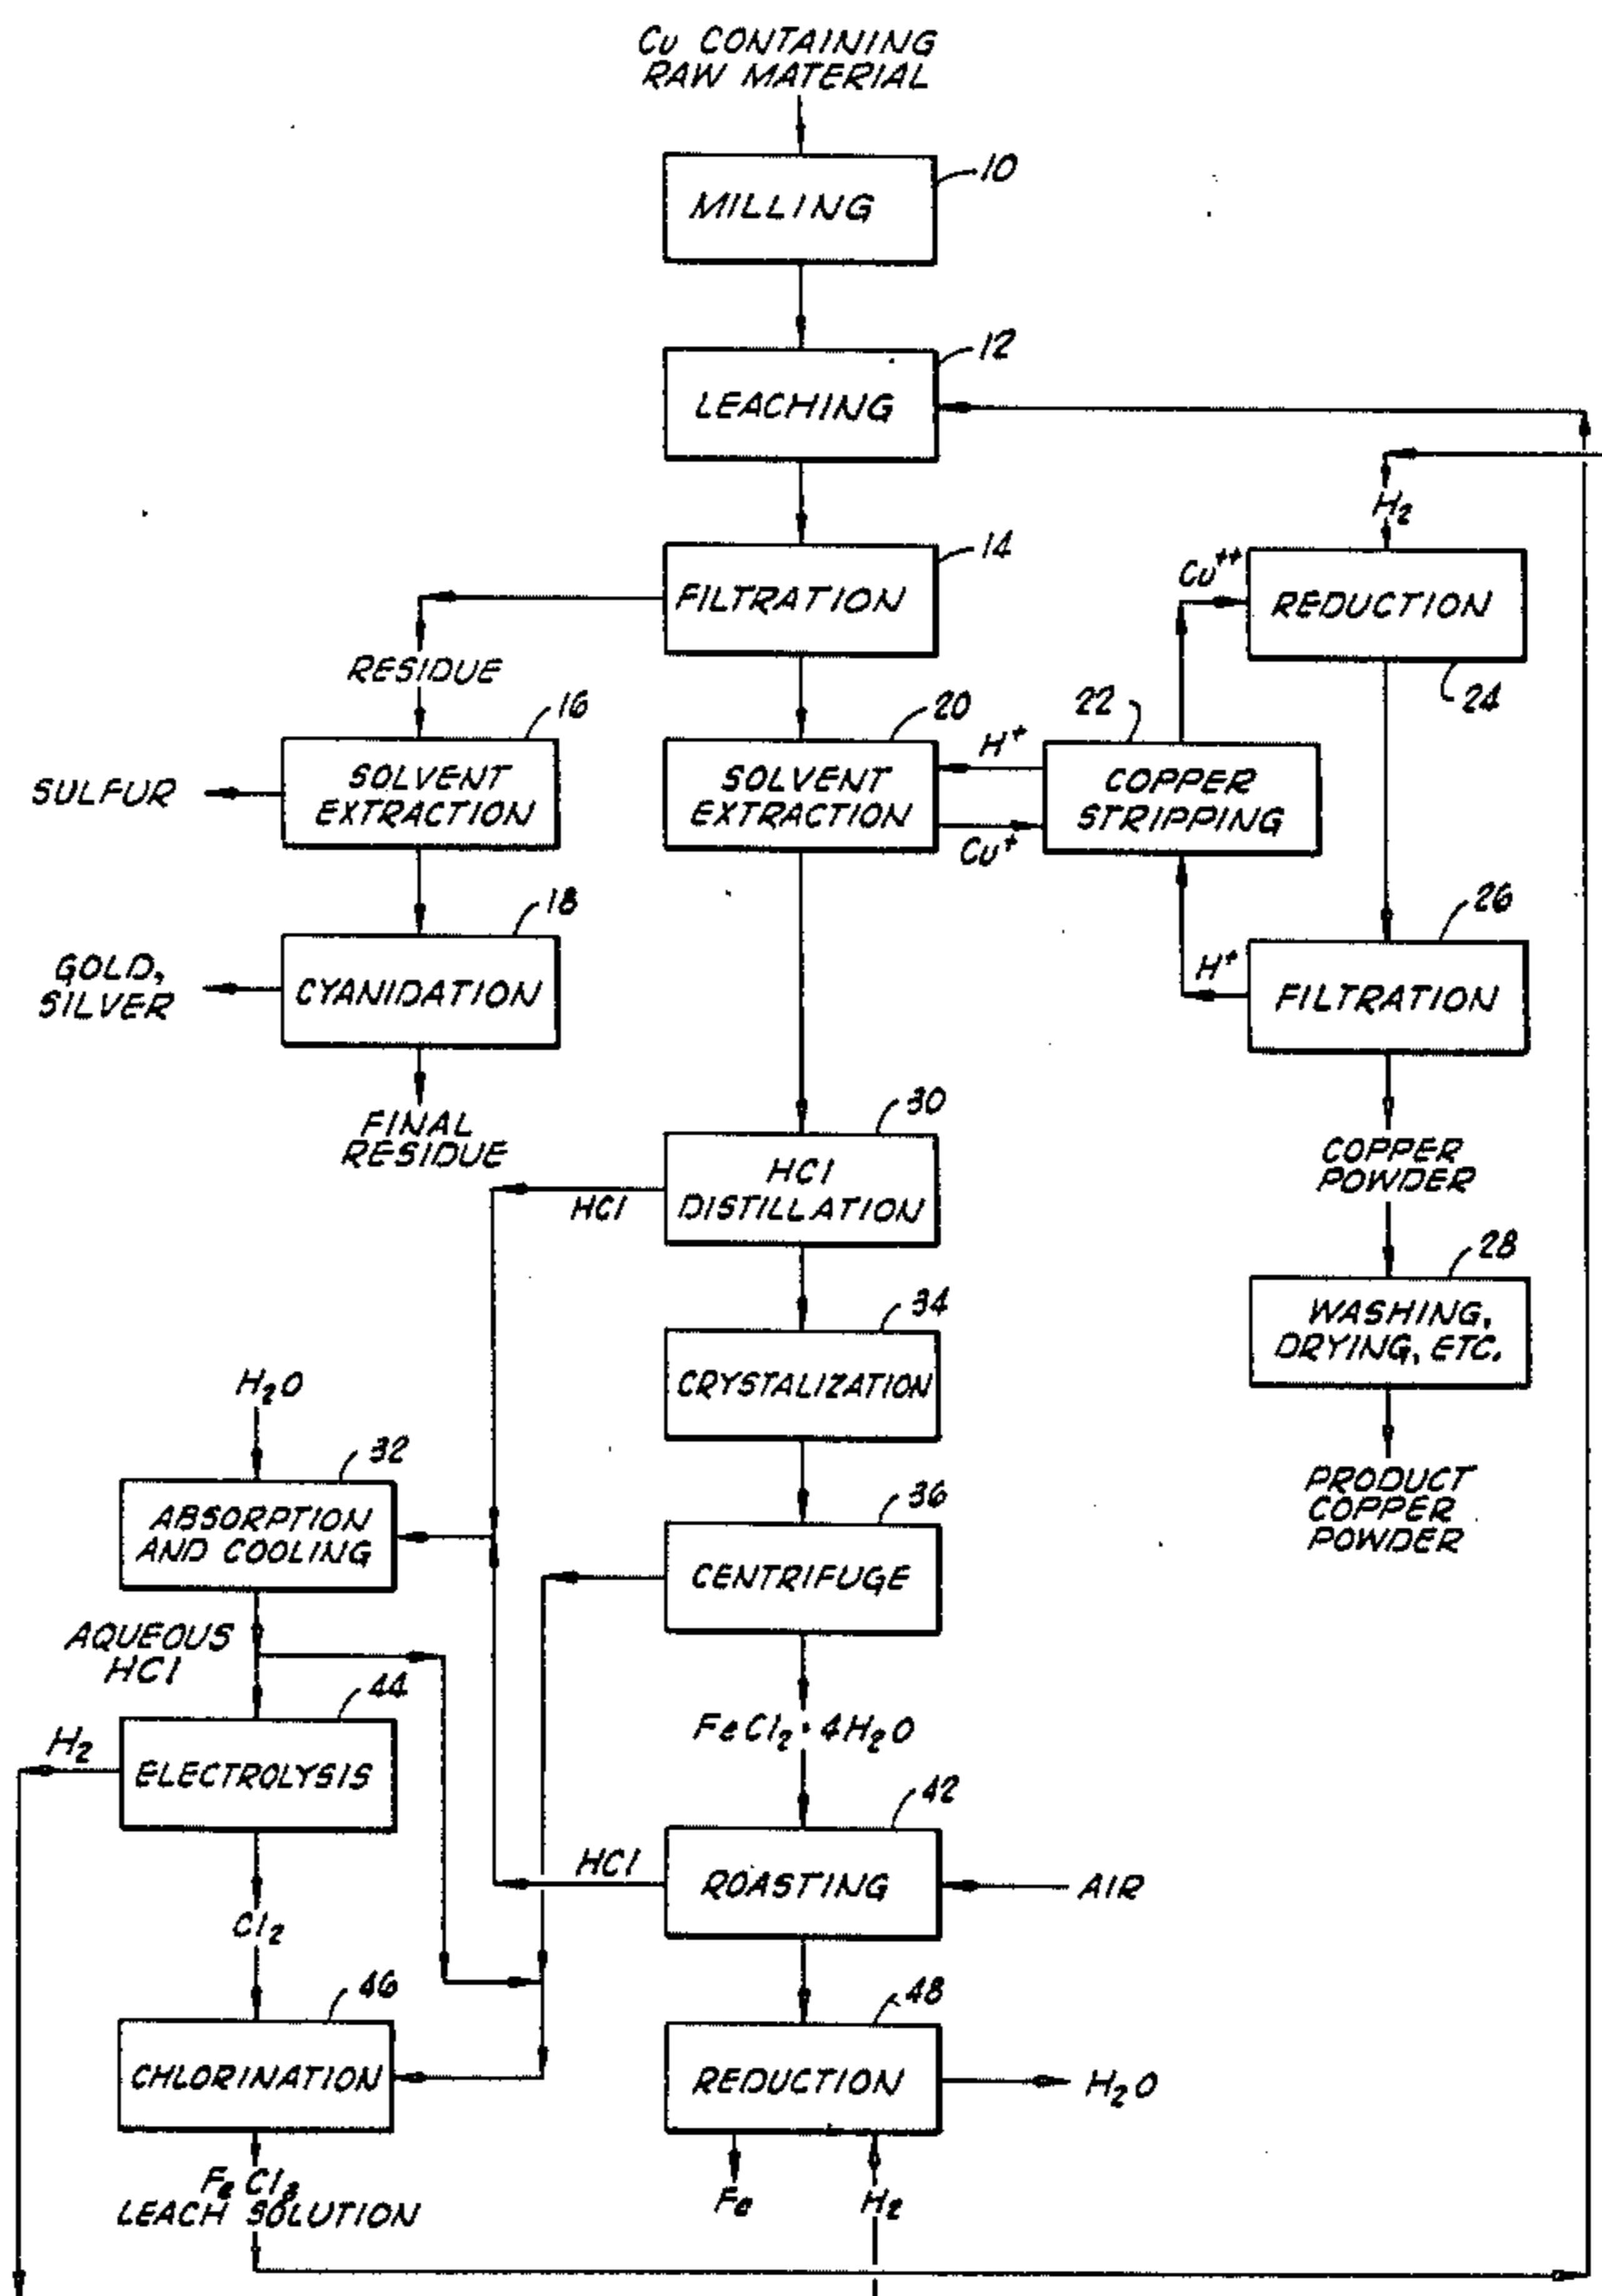 Cu CONTAINING
RAW MATERIAL
MILLING
10
LEACHING
12
FILTRATION
14
RESIDUE
SOLVENT
EXTRACTION
16
SULFUR
CYANIDATION
18
GOLD,
SILVER
FINAL
RESIDUE
SOLVENT
EXTRACTION
20
H+
Cu+
COPPER
STRIPPING
22
Cu++
H2
REDUCTION
24
H+
FILTRATION
26
COPPER
POWDER
WASHING,
DRYING, ETC.
28
PRODUCT
COPPER
POWDER
HCl
DISTILLATION
30
HCl
CRYSTALIZATION
34
H2O
ABSORPTION
AND COOLING
32
CENTRIFUGE
36
AQUEOUS
HCl
FeCl2·4H2O
H2
ELECTROLYSIS
44
HCl
ROASTING
42
AIR
Cl2
CHLORINATION
46
REDUCTION
48
H2O
FeCl3
LEACH SOLUTION
Fe
H2